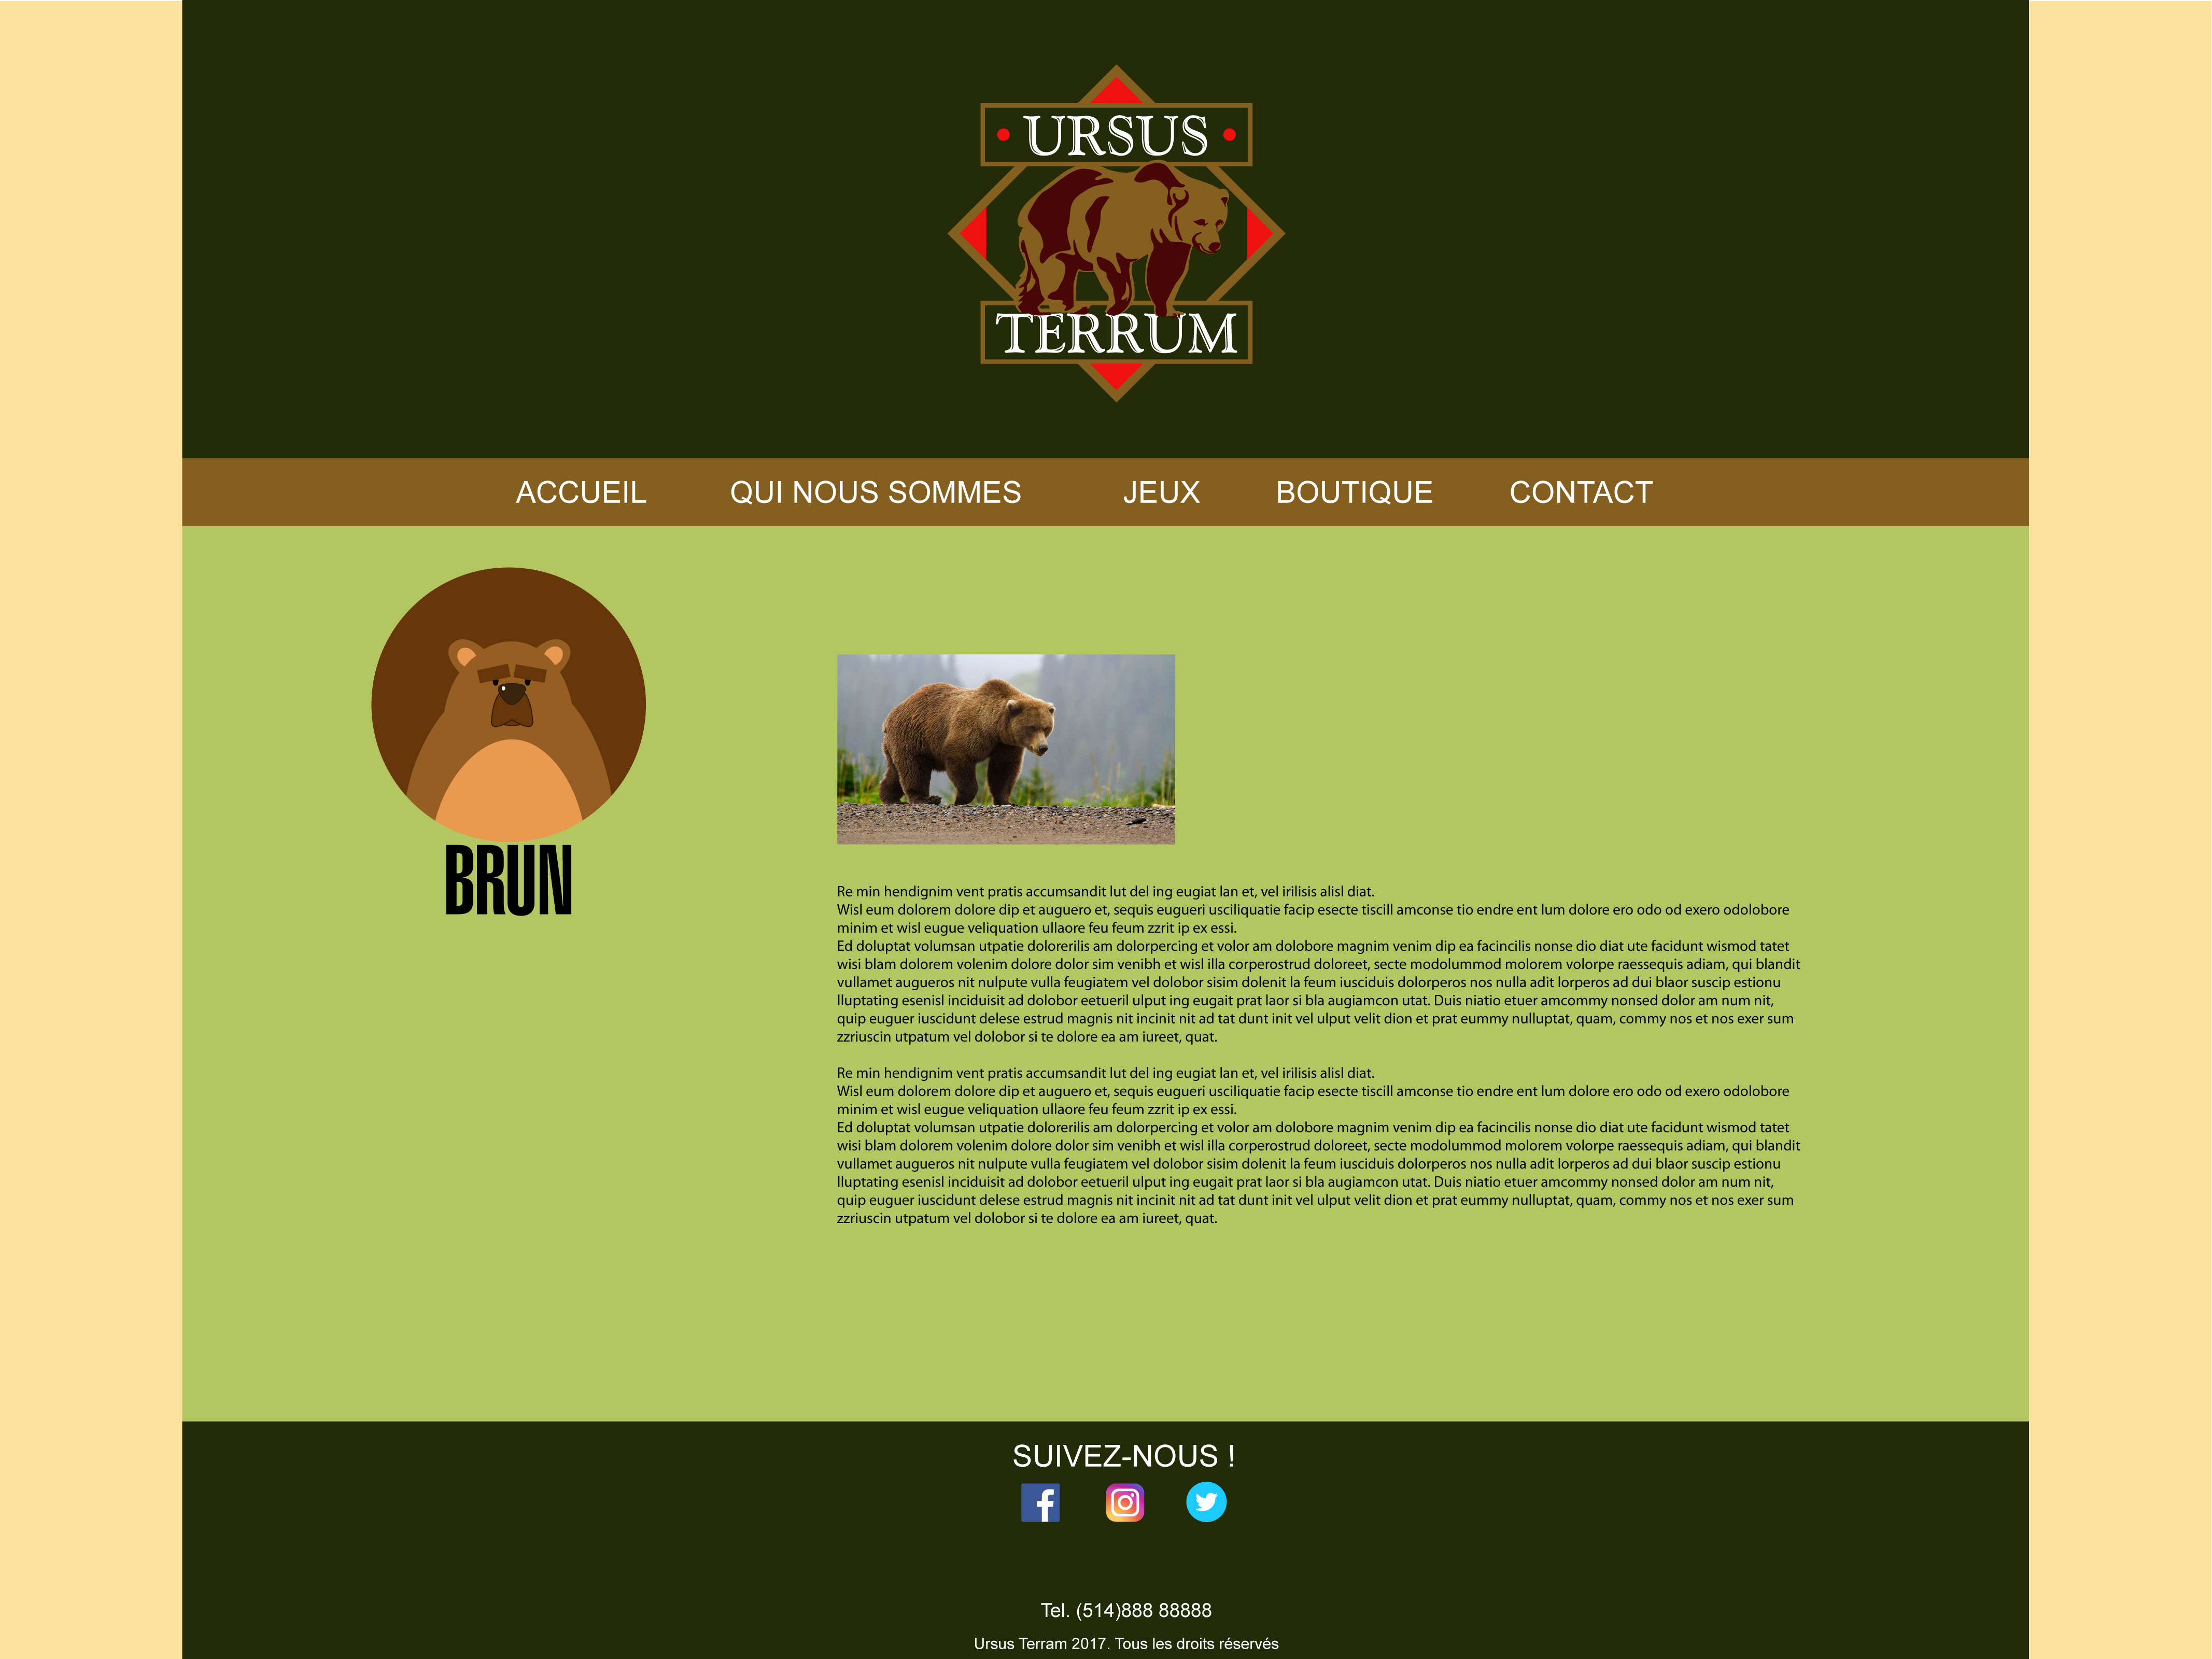 URSUS
TERRUM
ACCUEIL QUI NOUS SOMMES JEUX BOUTIQUE CONTACT
BRUN
Re min hendignim vent pratis accumsandit lut del ing eugiat lan et, vel irilisis alisl diat.
Wisl eum dolorem dolore dip et auguero et, sequis eugueri usciliquatie facip esecte tiscill amconse tio endre ent lum dolore ero odo od exero odolobore
minim et wisl eugue veliquation ullaore feu feum zzrit ip ex essi.
Ed doluptat volumsan utpatie dolorerilis am dolorpercing et volor am dolobore magnim venim dip ea facincilis nonse dio diat ute facidunt wismod tatet
wisi blam dolorem volenim dolore dolor sim venibh et wisl illa corperostrud doloreet, secte modolummod molorem volorpe raessequis adiam, qui blandit
vullamet augueros nit nulpute vulla feugiatem vel dolobor sisim dolenit la feum iusciduis dolorperos nos nulla adit lorperos ad dui blaor suscip estionu
lluptating esenisl inciduisit ad dolobor eetueril ulput ing eugait prat laor si bla augiamcon utat. Duis niatio etuer amcommy nonsed dolor am num nit,
quip euguer iuscidunt delese estrud magnis nit incinit nit ad tat dunt init vel ulput velit dion et prat eummy nulluptat, quam, commy nos et nos exer sum
zzriuscin utpatum vel dolobor si te dolore ea am iureet, quat.
Re min hendignim vent pratis accumsandit lut del ing eugiat lan et, vel irilisis alisl diat.
Wisl eum dolorem dolore dip et auguero et, sequis eugueri usciliquatie facip esecte tiscill amconse tio endre ent lum dolore ero odo od exero odolobore
minim et wisl eugue veliquation ullaore feu feum zzrit ip ex essi.
Ed doluptat volumsan utpatie dolorerilis am dolorpercing et volor am dolobore magnim venim dip ea facincilis nonse dio diat ute facidunt wismod tatet
wisi blam dolorem volenim dolore dolor sim venibh et wisl illa corperostrud doloreet, secte modolummod molorem volorpe raessequis adiam, qui blandit
vullamet augueros nit nulpute vulla feugiatem vel dolobor sisim dolenit la feum iusciduis dolorperos nos nulla adit lorperos ad dui blaor suscip estionu
lluptating esenisl inciduisit ad dolobor eetueril ulput ing eugait prat laor si bla augiamcon utat. Duis niatio etuer amcommy nonsed dolor am num nit,
quip euguer iuscidunt delese estrud magnis nit incinit nit ad tat dunt init vel ulput velit dion et prat eummy nulluptat, quam, commy nos et nos exer sum
zzriuscin utpatum vel dolobor si te dolore ea am iureet, quat.
SUIVEZ-NOUS !
Tel. (514)888 88888
Ursus Terram 2017. Tous les droits réservés